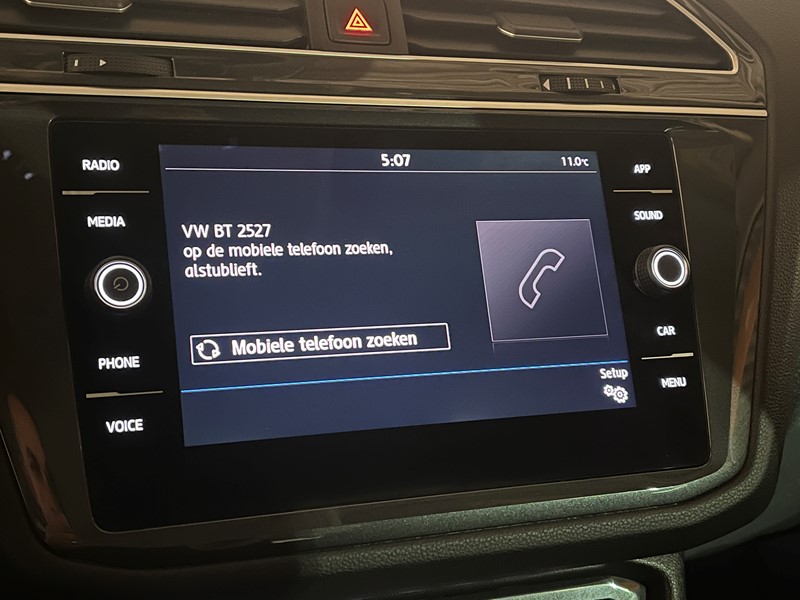 RADIO
MEDIA
PHONE
VOICE
5:07
11.0°C
VW BT 2527
op de mobiele telefoon zoeken,
alstublieft.
Mobiele telefoon zoeken
Setup
APP
SOUND
CAR
MENU